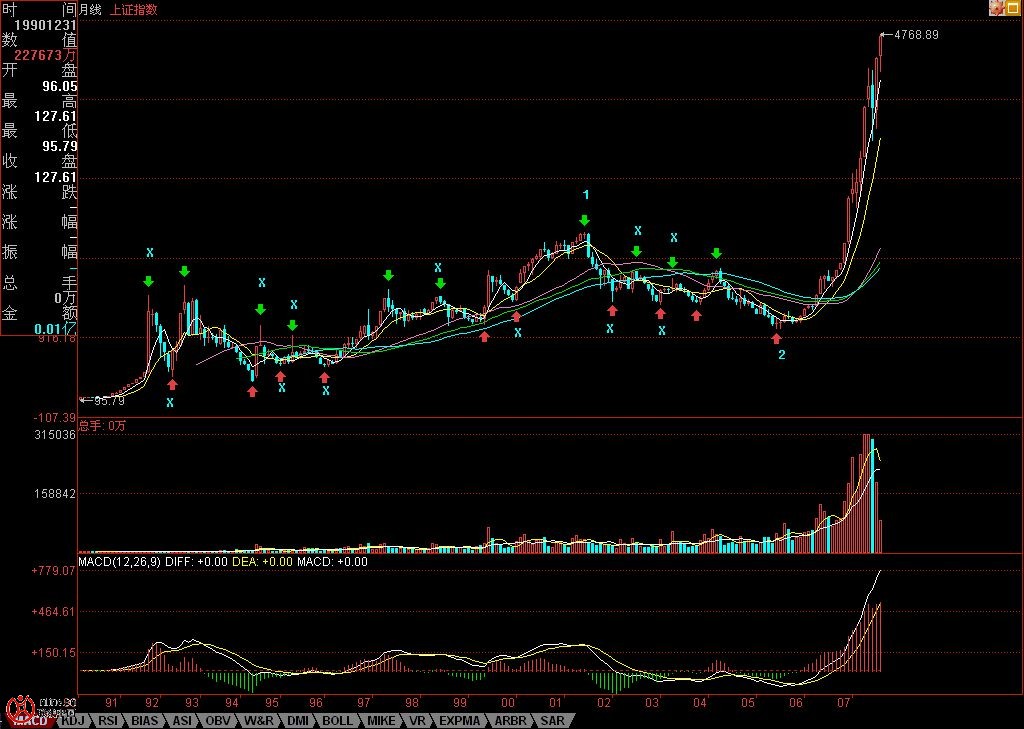 时 间 月线 上证指数
19901231
数 值
227673万
开 盘
96.05
最 高
127.61
最 低
95.79
收 盘
127.61
涨 跌
涨 幅
振 幅
总 手
0万
金 额
0.01亿
4768.89
1
X X X X X X
916.18
X X X X X X
2
←95.79
-107.39
总手: 0万
315036
158842
MACD(12,26,9) DIFF: +0.00 DEA: +0.00 MACD: +0.00
+779.07
+464.61
+150.15
91 92 93 94 95 96 97 98 99 00 01 02 03 04 05 06 07
MACD KDJ RSI BIAS ASI OBV W&R DMI BOLL MIKE VR EXPMA ARBR SAR